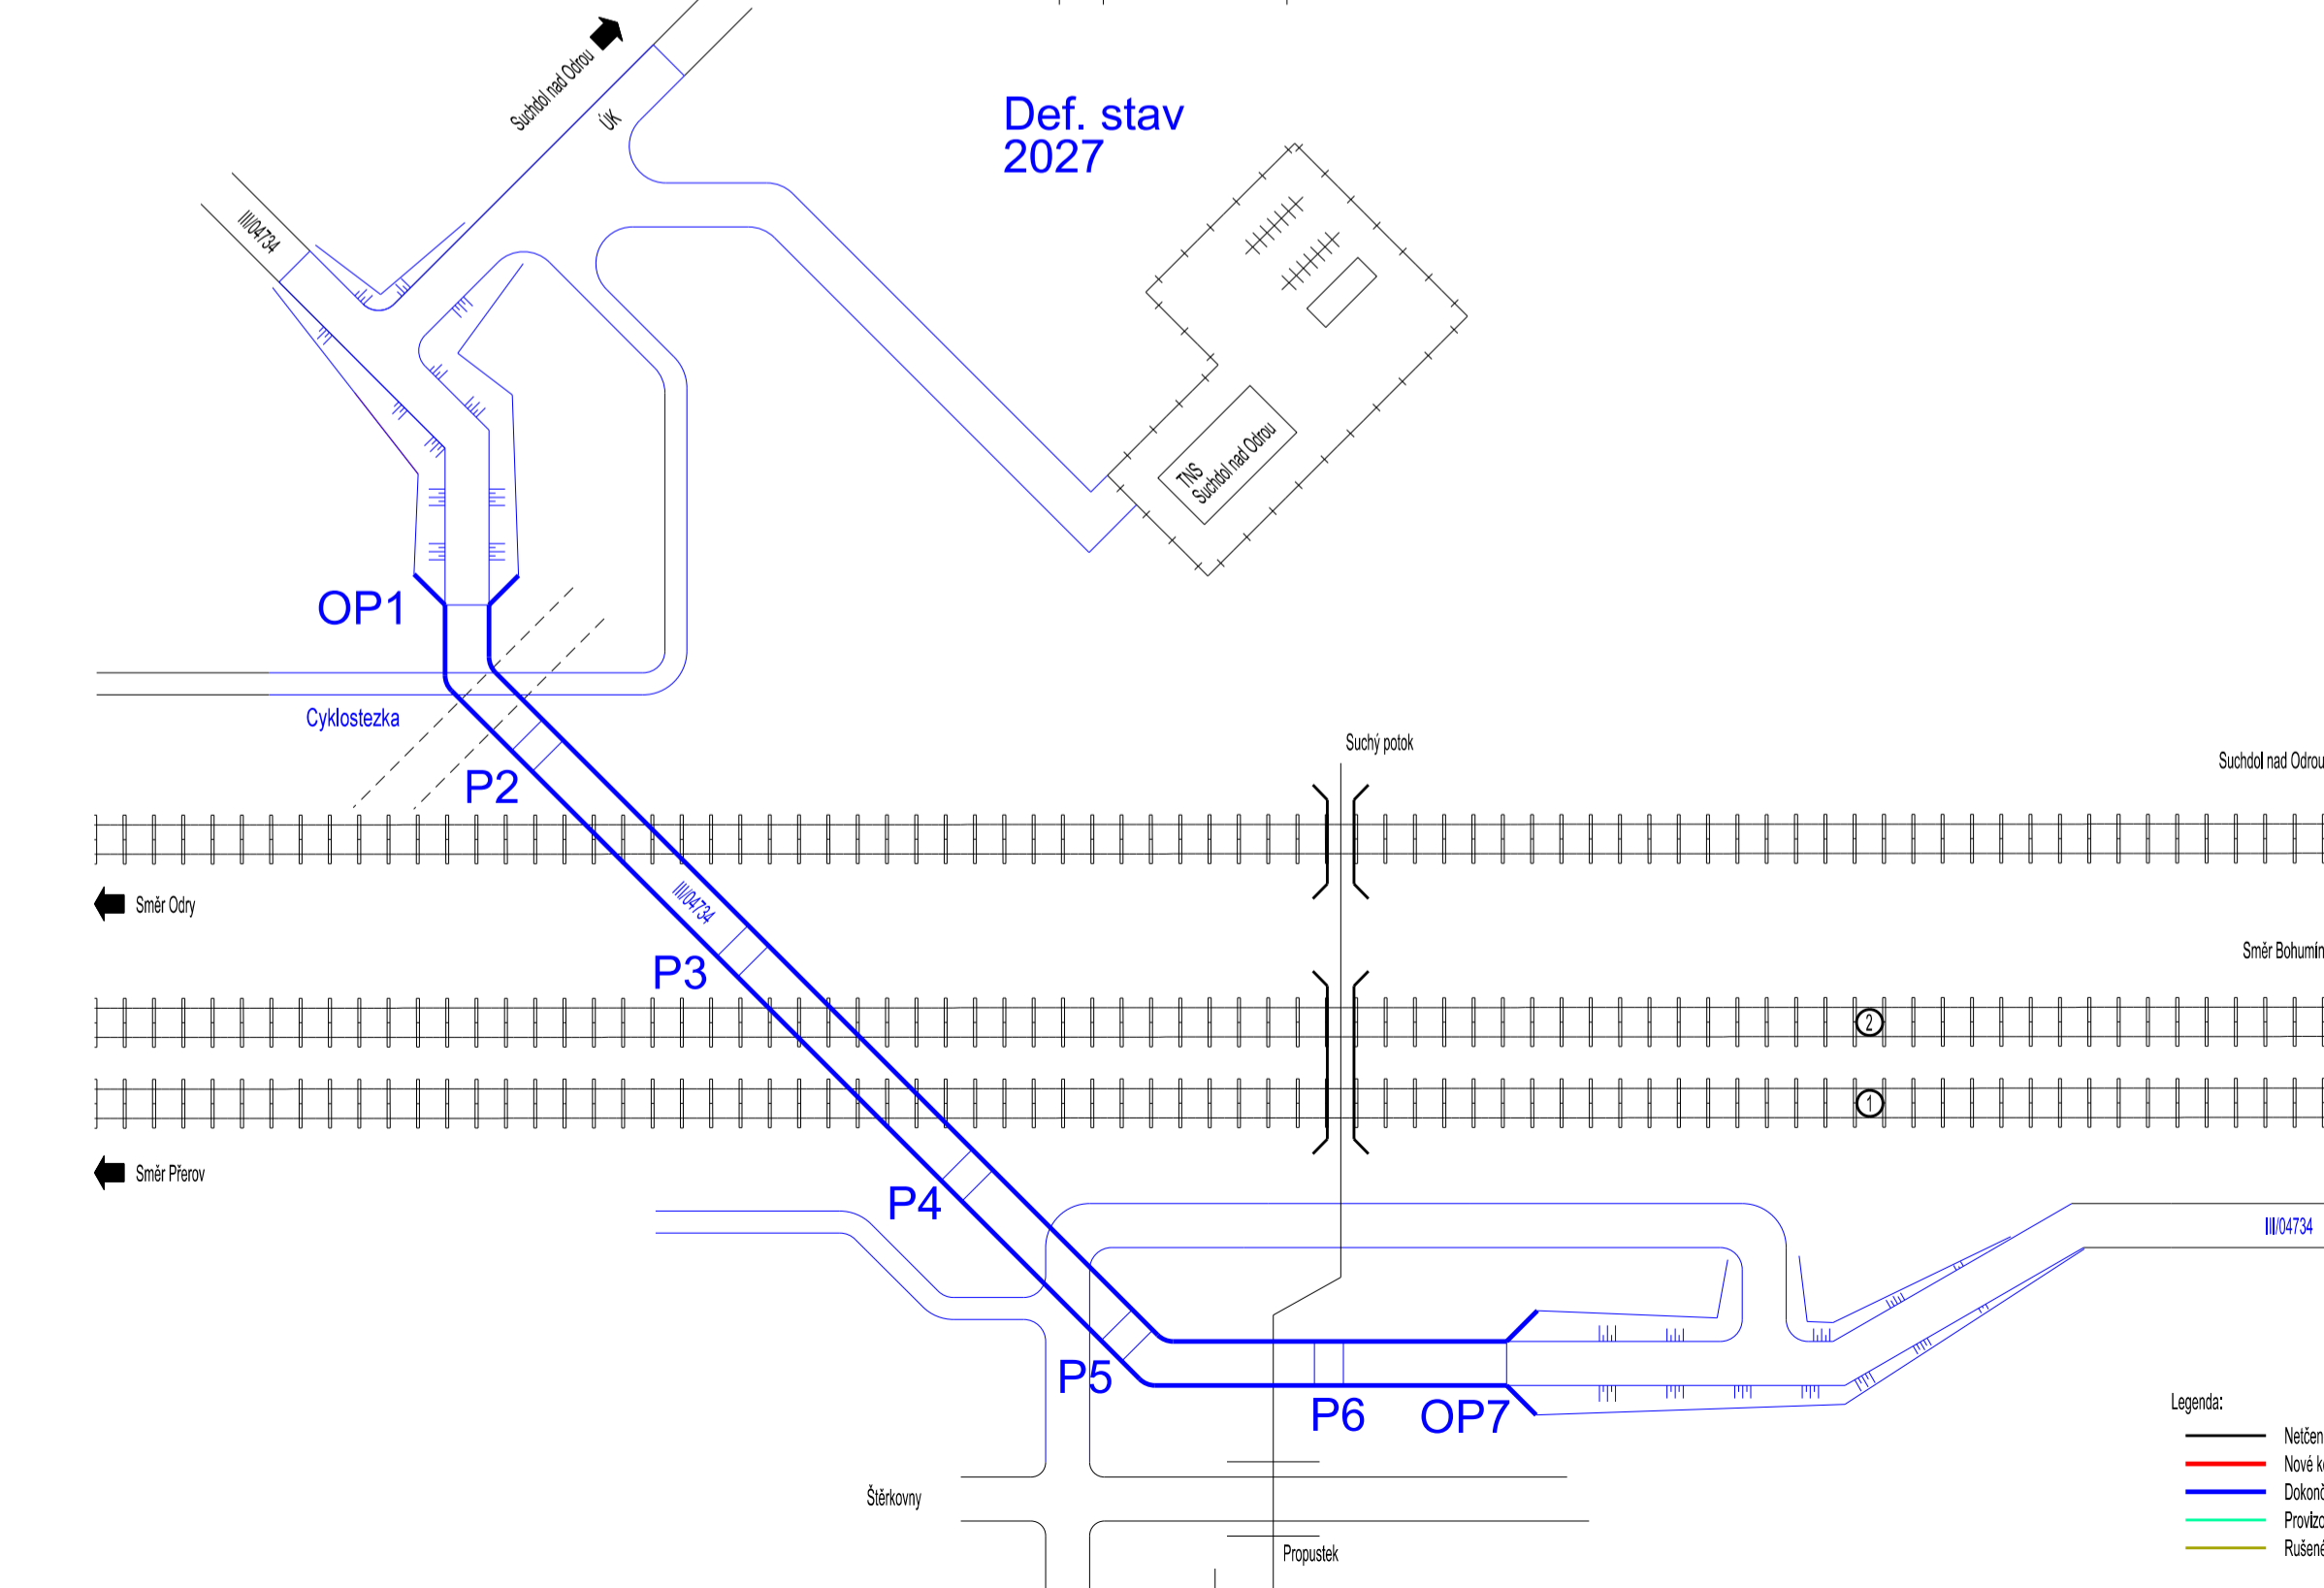 Suchdol nad Odrou
ÚK
Def. stav
2027
III/04734
TNS
Suchdol nad Odrou
OP1
Cyklostezka
P2
Suchý potok
Suchdol nad Odrou
III/04734
Směr Odry
P3
Směr Bohumín
2
1
Směr Přerov
P4
III/04734
P5
P6
OP7
Legenda:
Nové k
Štěrkovny
Propustek